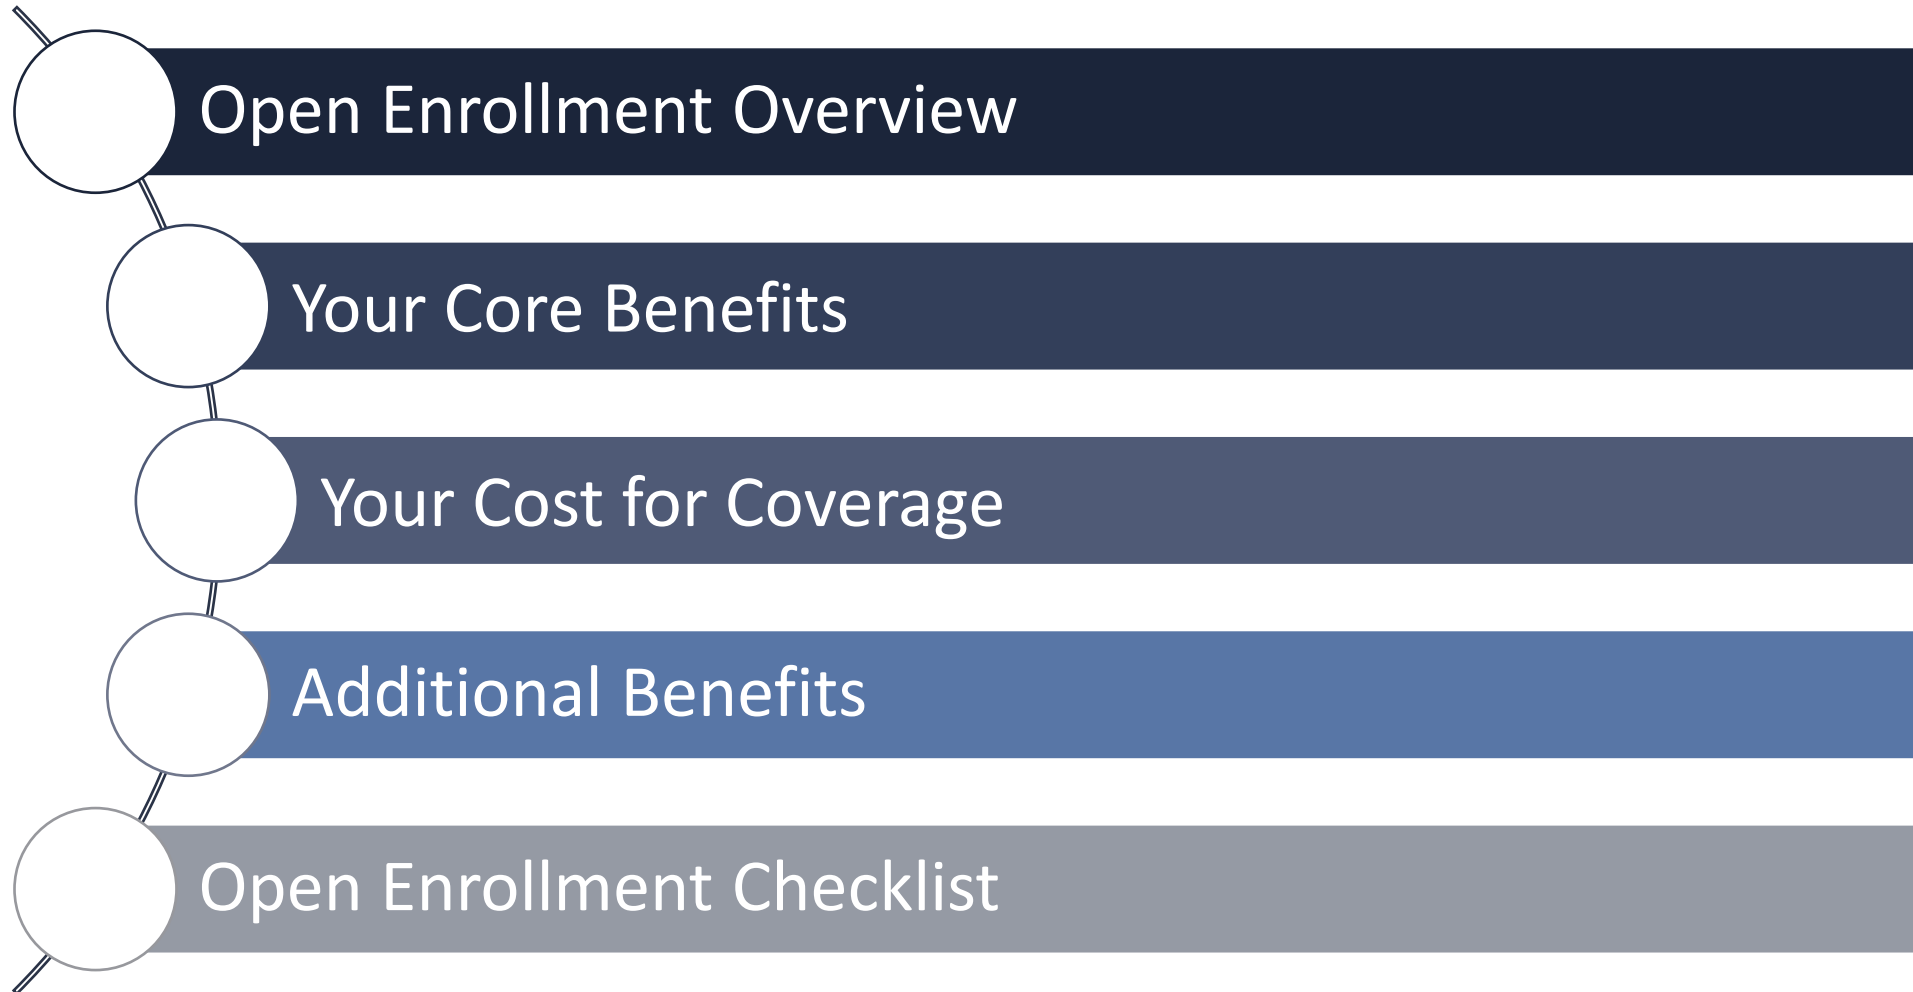 Open Enrollment Overview
Your Core Benefits
Your Cost for Coverage
Additional Benefits
Open Enrollment Checklist